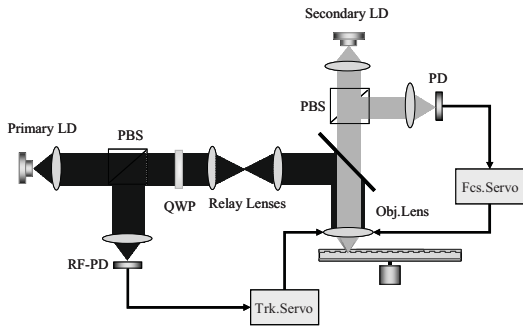 Secondary LD
PD
PBS
Primary LD
PBS
QWP
Relay Lenses
Obj.Lens
Fcs.Servo
RF-PD
Trk.Servo